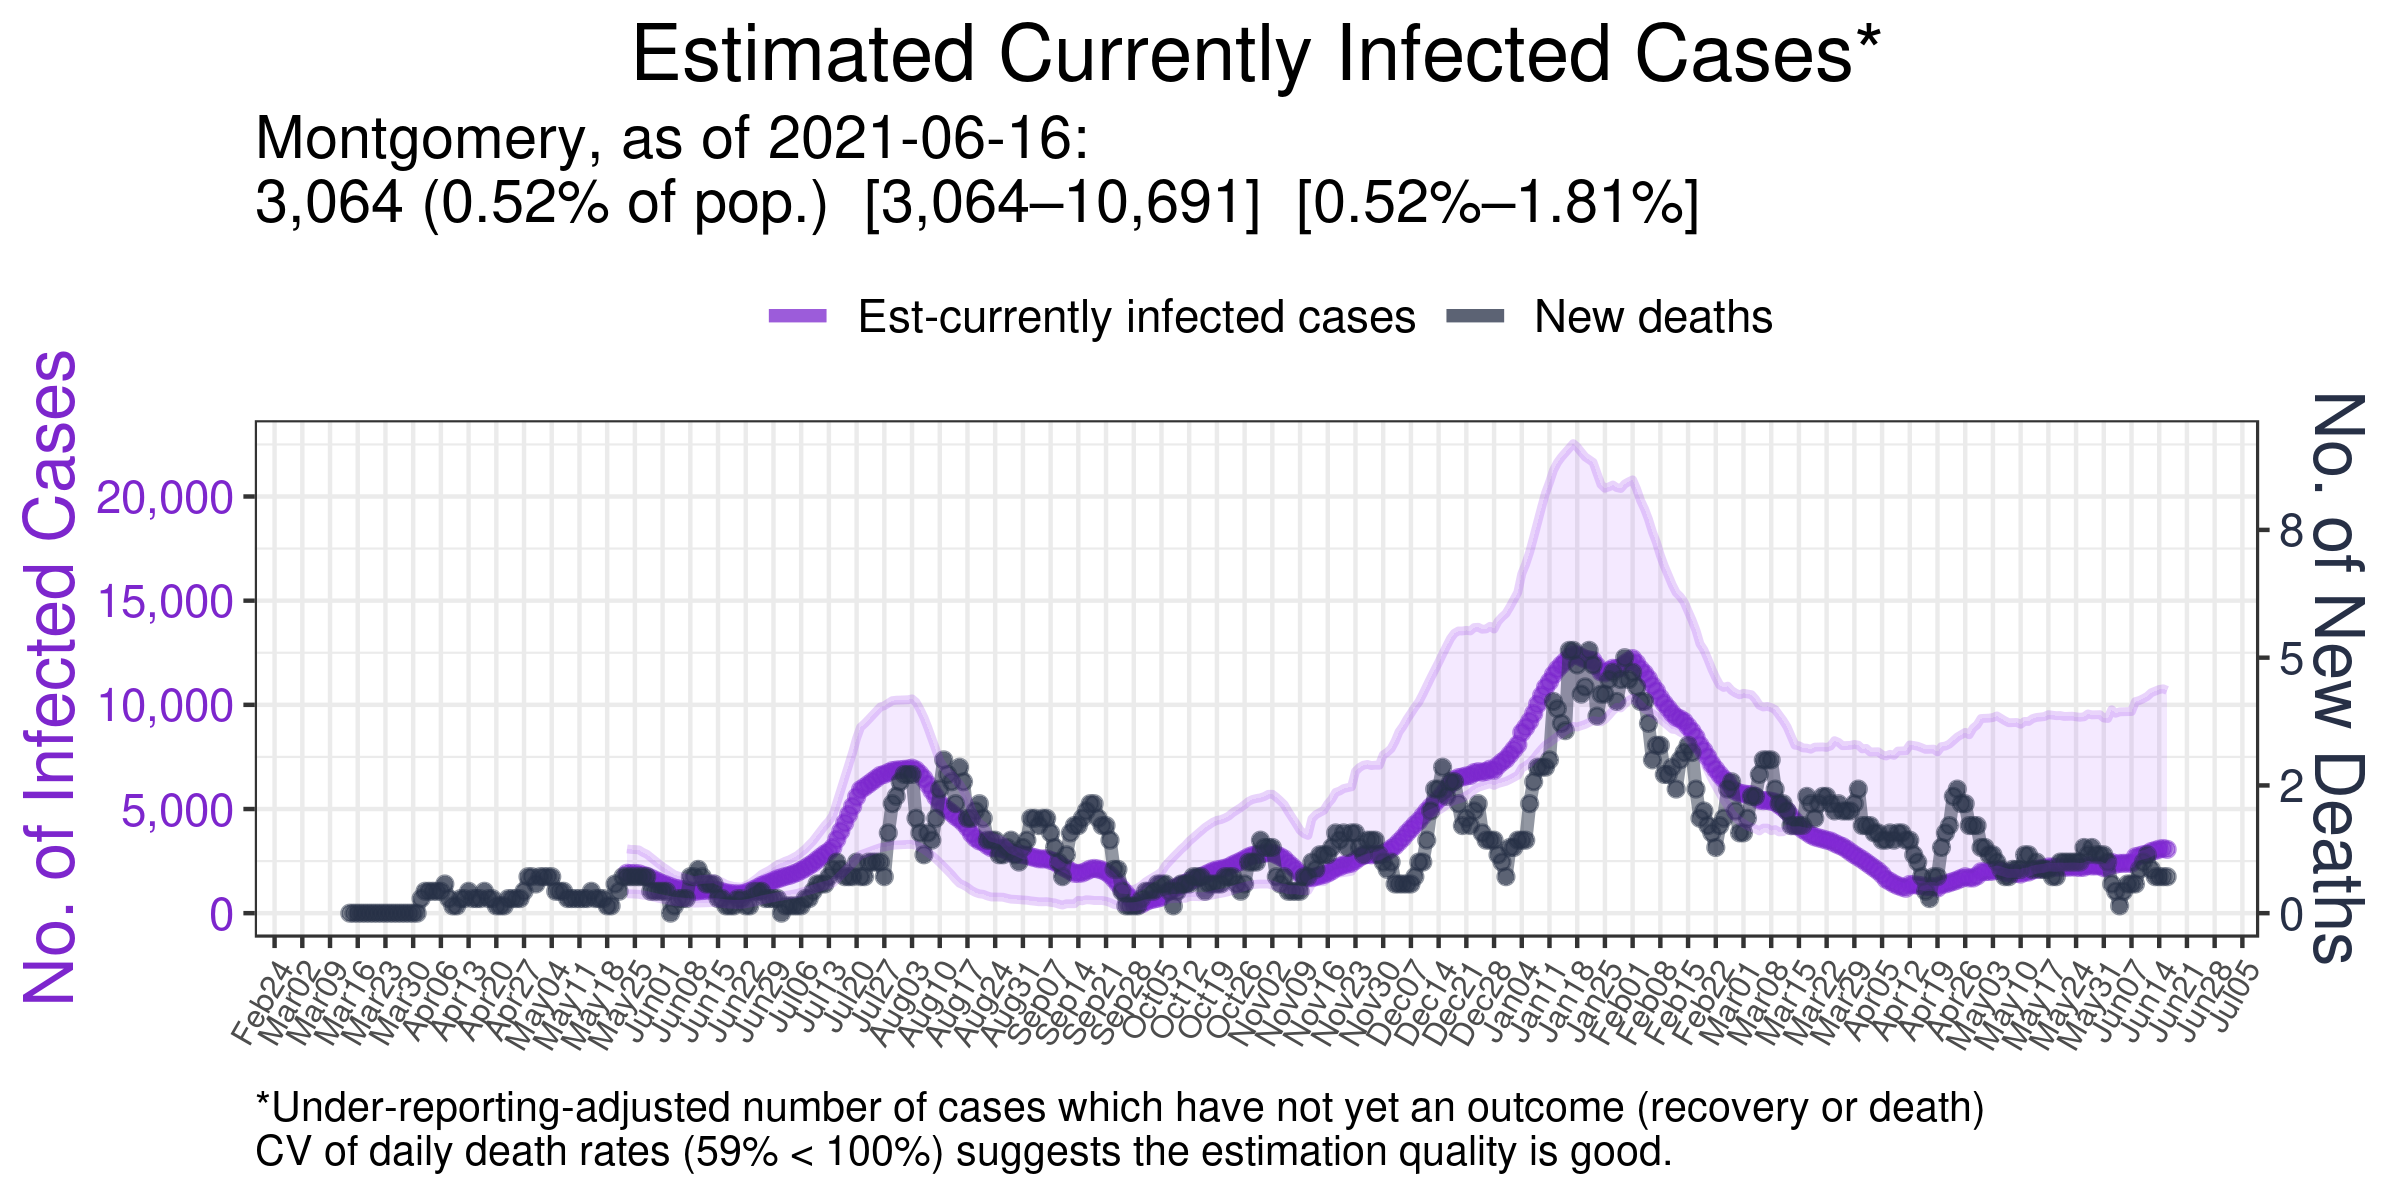 Estimated Currently Infected Cases*
Montgomery, as of 2021-06-16:
3,064 (0.52% of pop.) [3,064–10,691] [0.52%–1.81%]
Est-currently infected cases
New deaths
No. of Infected Cases
20,000
15,000
10,000
5,000
0
No. of New Deaths
8
5
2
0
Feb24
Mar02
Mar09
Mar16
Mar23
Mar30
Apr06
Apr13
Apr20
Apr27
May04
May11
May18
May25
Jun01
Jun08
Jun15
Jun22
Jun29
Jul06
Jul13
Jul20
Jul27
Aug03
Aug10
Aug17
Aug24
Aug31
Sep07
Sep14
Sep21
Sep28
Oct05
Oct12
Oct19
Oct26
Nov02
Nov09
Nov16
Nov23
Nov30
Dec07
Dec14
Dec21
Dec28
Jan04
Jan11
Jan18
Jan25
Feb01
Feb08
Feb15
Feb22
Mar01
Mar08
Mar15
Mar22
Mar29
Apr05
Apr12
Apr19
Apr26
May03
May10
May17
May24
May31
Jun07
Jun14
Jun21
Jun28
Jul05
*Under-reporting-adjusted number of cases which have not yet an outcome (recovery or death)
CV of daily death rates (59% < 100%) suggests the estimation quality is good.